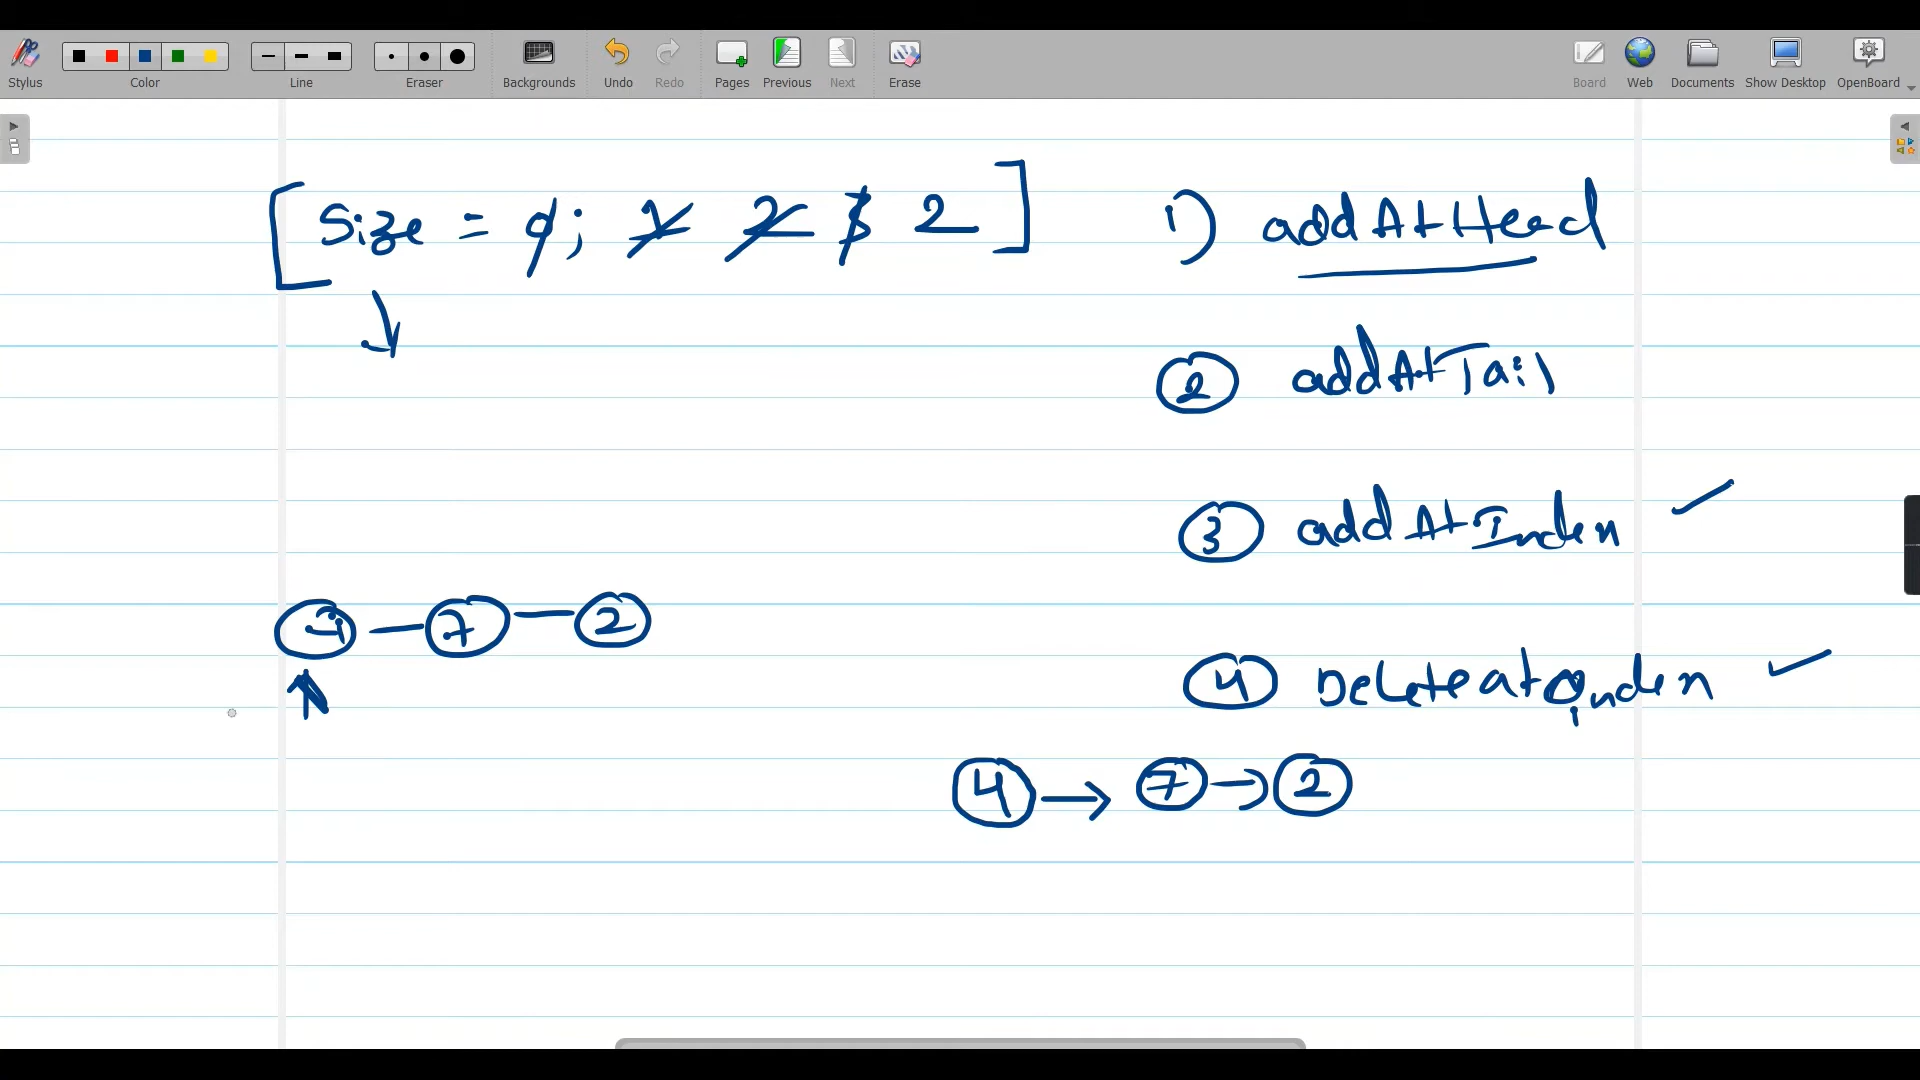 Stylus Color Line Eraser Backgrounds Undo Redo Pages Previous Next Erase Board Web Documents Show Desktop OpenBoard
[ Size = 0; 1 2 3 2 ]
1) addAtHead
2 addAtTail
3 addAtIndex
4 - 7 - 2
4 Deleteatindex
4 → 7 → 2